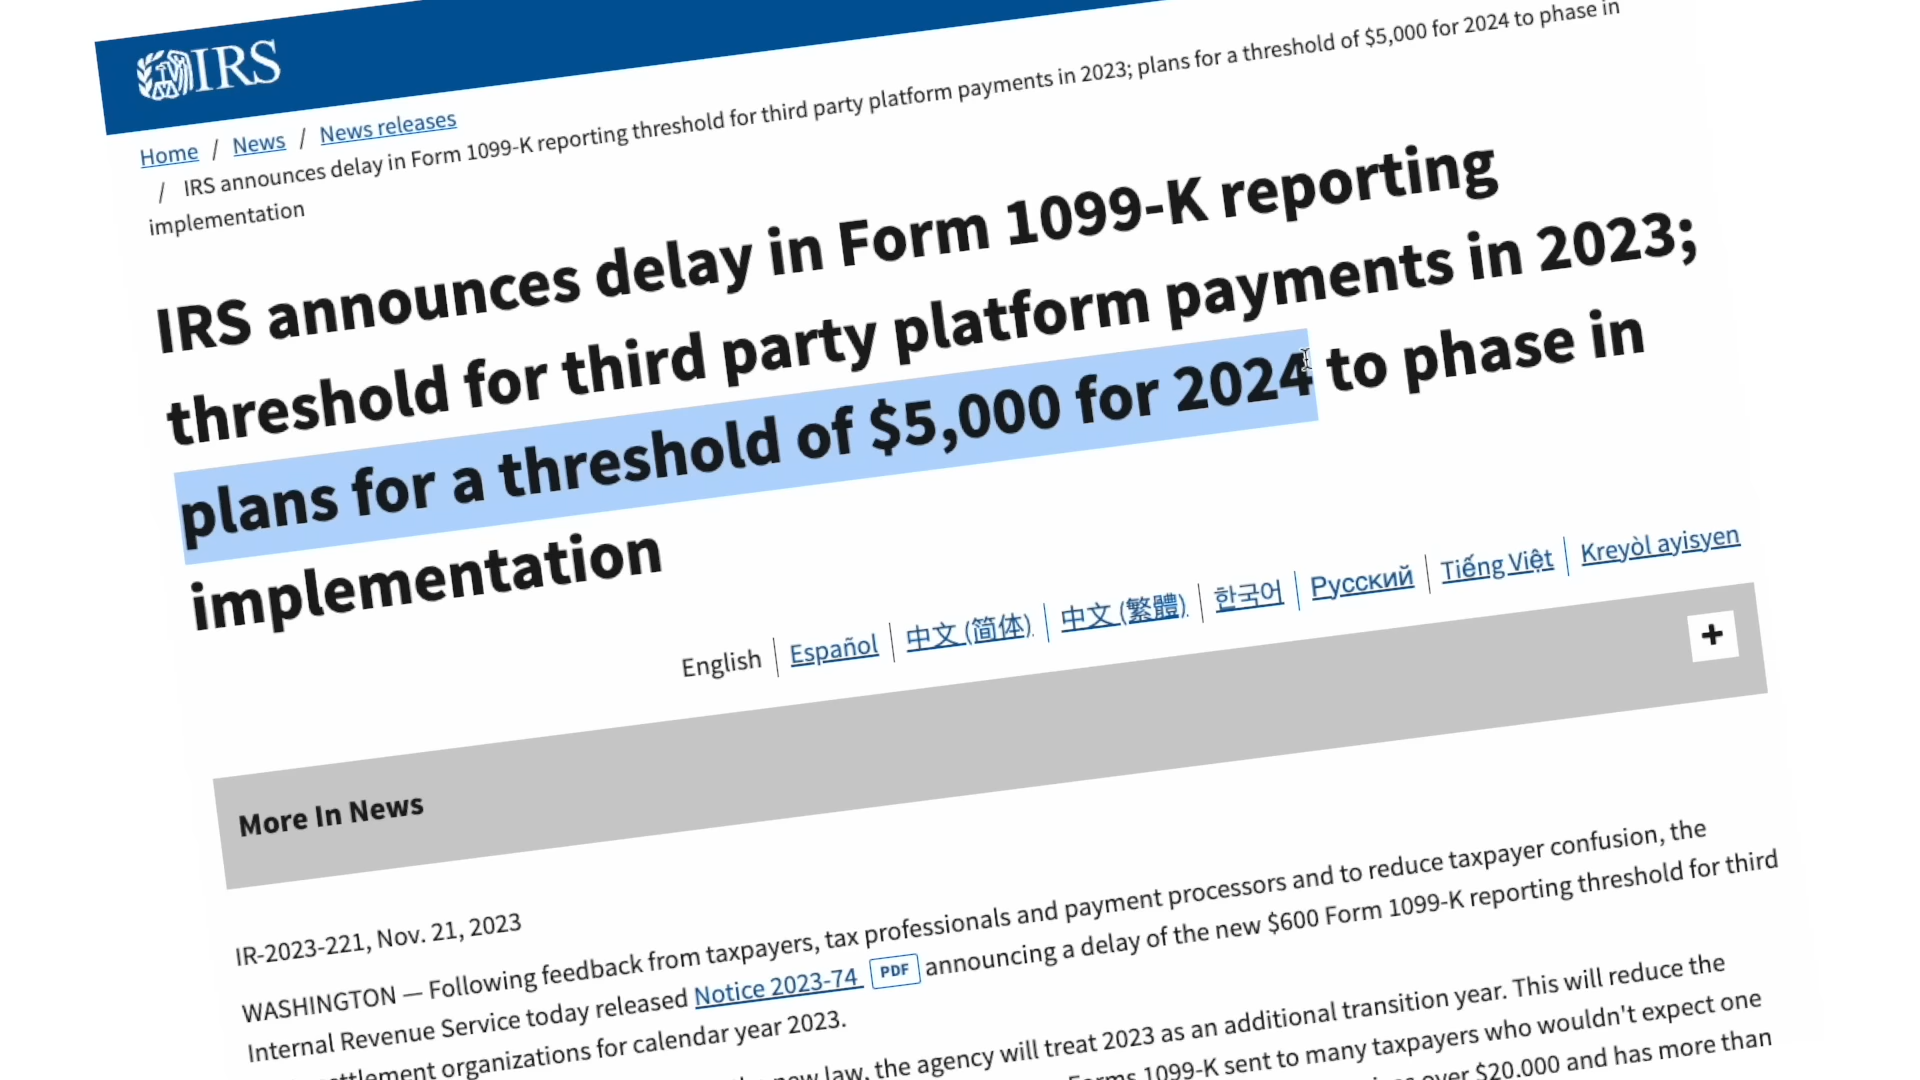 IRS
Home / News / News releases
/ IRS announces delay in Form 1099-K reporting threshold for third party platform payments in 2023; plans for a threshold of $5,000 for 2024 to phase in
implementation
IRS announces delay in Form 1099-K reporting
threshold for third party platform payments in 2023;
plans for a threshold of $5,000 for 2024 to phase in
implementation
English | Español | 中文 (简体) | 中文 (繁體) | 한국어 | Русский | Tiếng Việt | Kreyòl ayisyen
More In News +
IR-2023-221, Nov. 21, 2023
WASHINGTON — Following feedback from taxpayers, tax professionals and payment processors and to reduce taxpayer confusion, the
Internal Revenue Service today released Notice 2023-74 PDF announcing a delay of the new $600 Form 1099-K reporting threshold for third
organizations for calendar year 2023.
law, the agency will treat 2023 as an additional transition year. This will reduce the
1099-K sent to many taxpayers who wouldn't expect one
over $20,000 and has more than